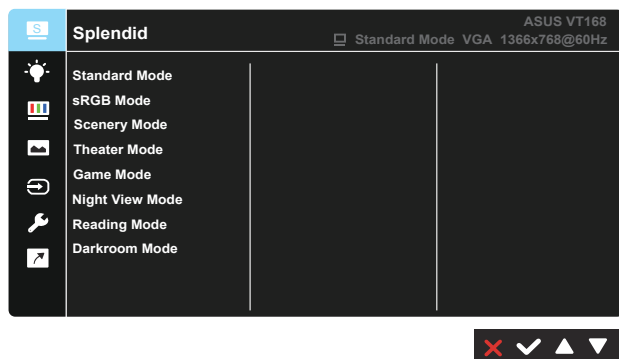 S
Splendid
ASUS VT168
Standard Mode VGA 1366x768@60Hz
Standard Mode
sRGB Mode
Scenery Mode
Theater Mode
Game Mode
Night View Mode
Reading Mode
Darkroom Mode